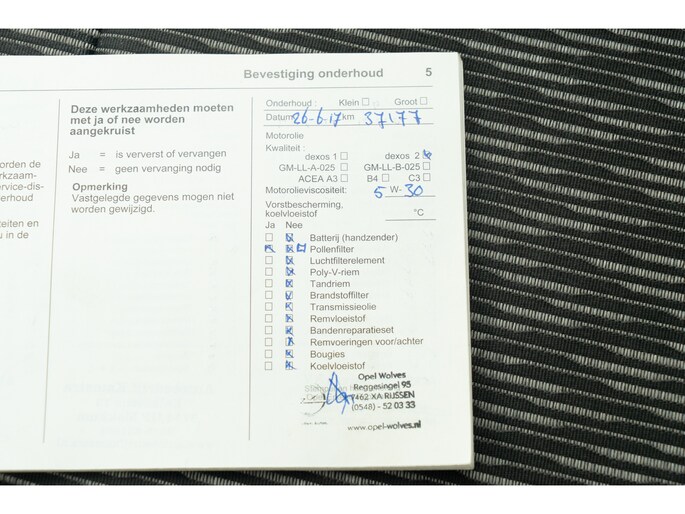 Bevestiging onderhoud 5
orden de
rkzaam-
ervice-dis-
erhoud
teiten en
u in de
Deze werkzaamheden moeten
met ja of nee worden
aangekruist
Ja = is ververst of vervangen
Nee = geen vervanging nodig
Opmerking
Vastgelegde gegevens mogen niet
worden gewijzigd.
Onderhoud : Klein ☐ Groot ☐
Datum 26-6-17 km 37177
Motorolie
Kwaliteit :
dexos 1 ☐ dexos 2 ☒
GM-LL-A-025 ☐ GM-LL-B-025 ☐
ACEA A3 ☐ B4 ☐ C3 ☐
Motorolieviscositeit: 5 W- 30
Vorstbescherming,
koelvloeistof °C
Ja Nee
☐ ☒ Batterij (handzender)
☒ ☒ Pollenfilter
☐ ☒ Luchtfilterelement
☐ ☒ Poly-V-riem
☐ ☒ Tandriem
☐ ☒ Brandstoffilter
☐ ☒ Transmissieolie
☐ ☒ Remvloeistof
☐ ☒ Bandenreparatieset
☐ ☒ Remvoeringen voor/achter
☐ ☒ Bougies
☐ ☒ Koelvloeistof
Opel Wolves
Reggesingel 95
7462 XA RIJSSEN
(0548) - 52 03 33
www.opel-wolves.nl